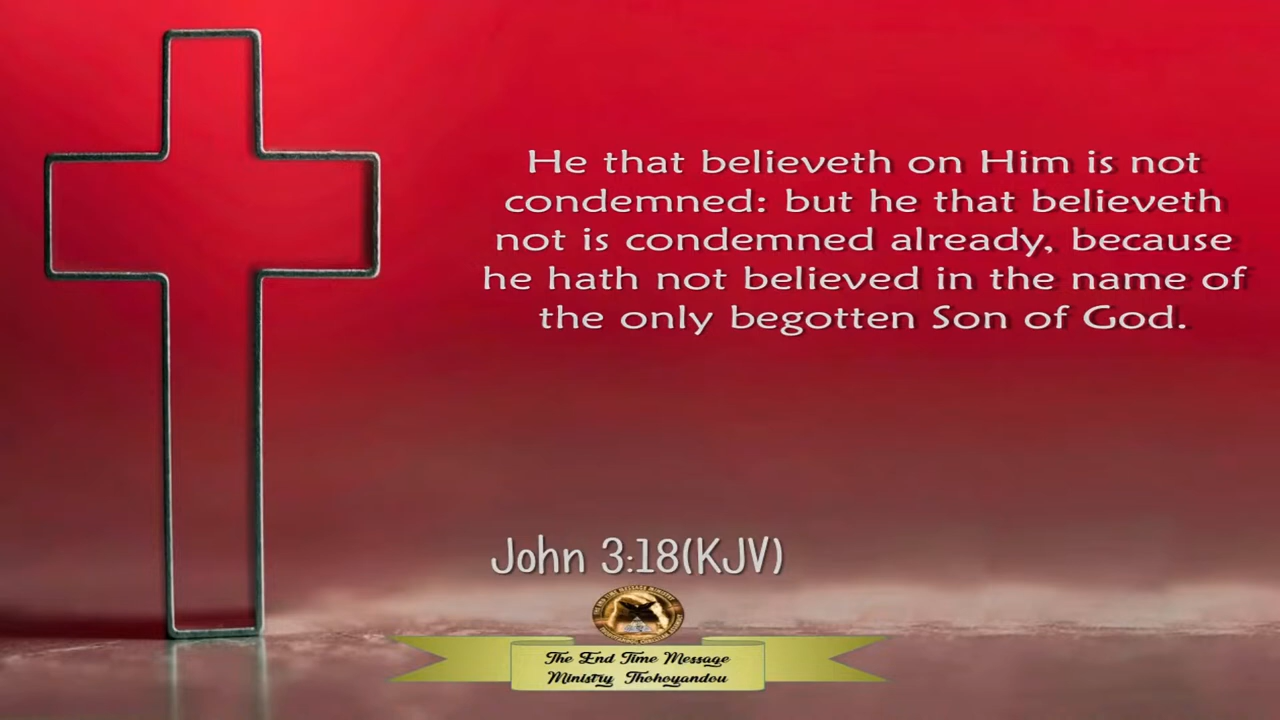 He that believeth on Him is not
condemned: but he that believeth
not is condemned already, because
he hath not believed in the name of
the only begotten Son of God.
John 3:18(KJV)
The End Time Message
Ministry Thohoyandou